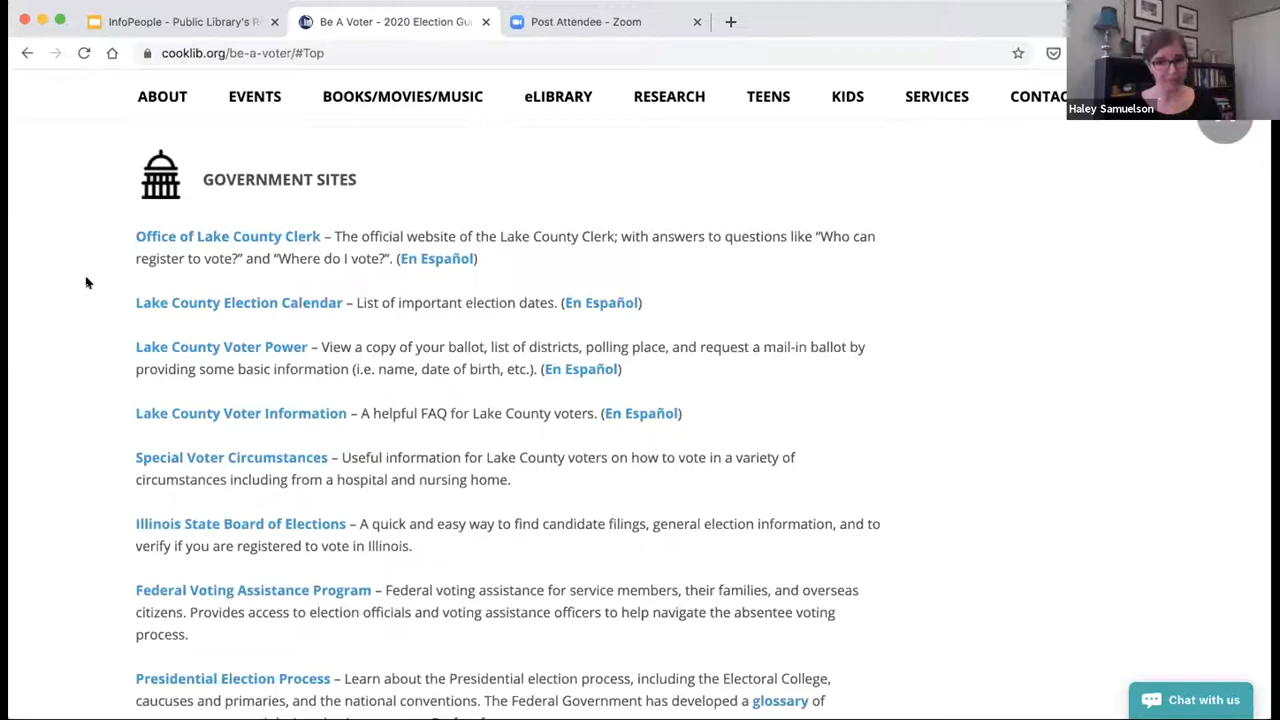 InfoPeople - Public Library's R
Be A Voter - 2020 Election Gui
Post Attendee - Zoom
cooklib.org/be-a-voter/#Top
ABOUT EVENTS BOOKS/MOVIES/MUSIC eLIBRARY RESEARCH TEENS KIDS SERVICES CONTAC
Haley Samuelson
GOVERNMENT SITES
Office of Lake County Clerk – The official website of the Lake County Clerk; with answers to questions like “Who can
register to vote?” and “Where do I vote?”. (En Español)
Lake County Election Calendar – List of important election dates. (En Español)
Lake County Voter Power – View a copy of your ballot, list of districts, polling place, and request a mail-in ballot by
providing some basic information (i.e. name, date of birth, etc.). (En Español)
Lake County Voter Information – A helpful FAQ for Lake County voters. (En Español)
Special Voter Circumstances – Useful information for Lake County voters on how to vote in a variety of
circumstances including from a hospital and nursing home.
Illinois State Board of Elections – A quick and easy way to find candidate filings, general election information, and to
verify if you are registered to vote in Illinois.
Federal Voting Assistance Program – Federal voting assistance for service members, their families, and overseas
citizens. Provides access to election officials and voting assistance officers to help navigate the absentee voting
process.
Presidential Election Process – Learn about the Presidential election process, including the Electoral College,
caucuses and primaries, and the national conventions. The Federal Government has developed a glossary of
Chat with us